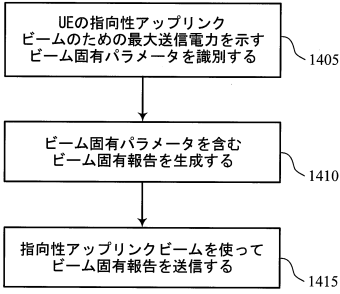 UEの指向性アップリンク
ビームのための最大送信電力を示す
ビーム固有パラメータを識別する
1405
ビーム固有パラメータを含む
ビーム固有報告を生成する
1410
指向性アップリンクビームを使って
ビーム固有報告を送信する
1415